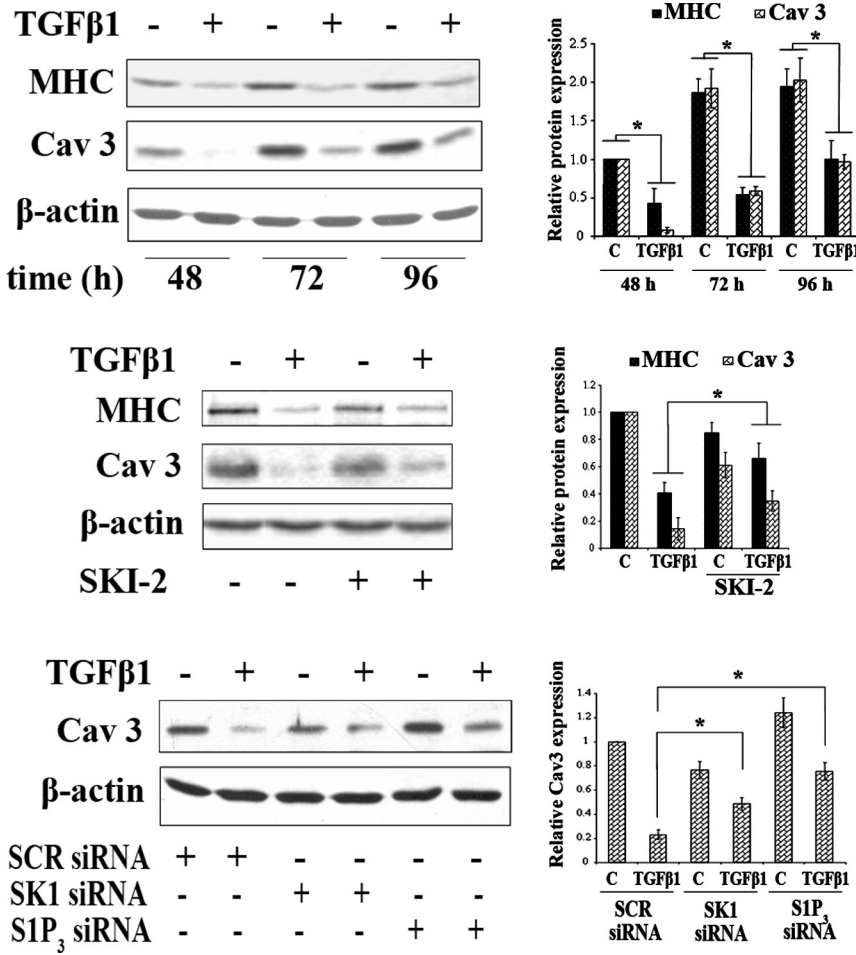 TGFβ1 - + - + - +
MHC
Cav 3
β-actin
time (h) 48 72 96
MHC Cav 3
Relative protein expression
2.5
2.0
1.5
1.0
0.5
0
* * *
C TGFβ1 C TGFβ1 C TGFβ1
48 h 72 h 96 h
TGFβ1 - + - +
MHC
Cav 3
β-actin
SKI-2 - - + +
MHC Cav 3
Relative protein expression
1.2
1
0.8
0.6
0.4
0.2
0
*
C TGFβ1 C TGFβ1
SKI-2
TGFβ1 - + - + - +
Cav 3
β-actin
SCR siRNA + + - - - -
SK1 siRNA - - + + - -
S1P₃ siRNA - - - - + +
Relative Cav3 expression
1.4
1.2
1
0.8
0.6
0.4
0.2
0
* *
C TGFβ1 C TGFβ1 C TGFβ1
SCR siRNA SK1 siRNA S1P₃ siRNA